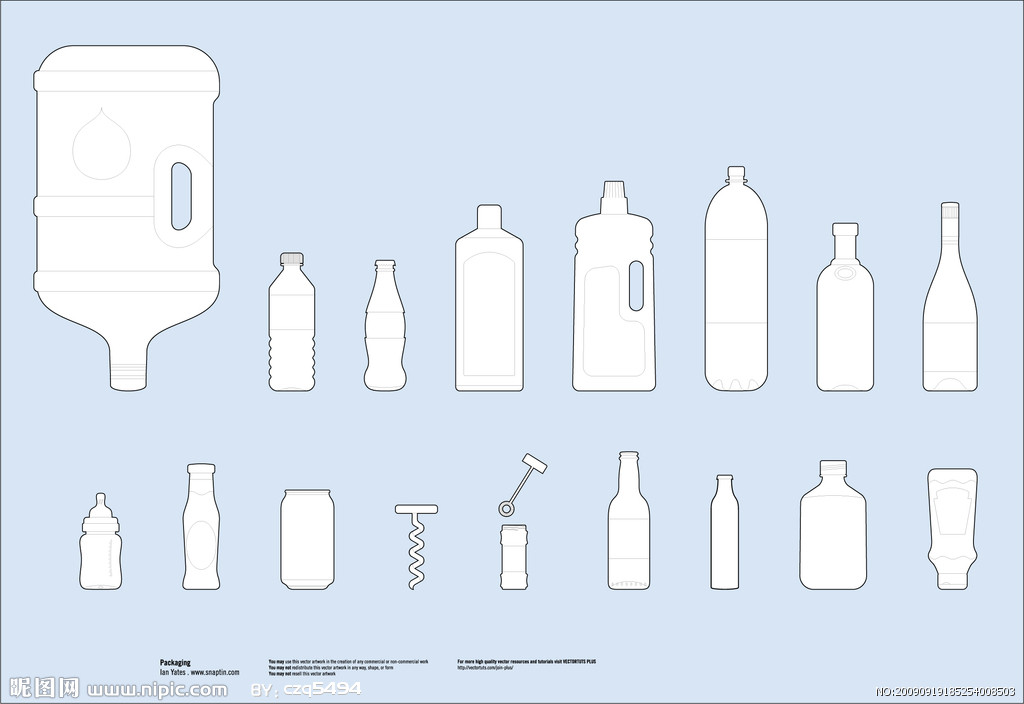 Packaging
Ian Yates . www.snaptin.com
You may use this vector artwork in the creation of any commercial or non-commercial work
You may not redistribute this vector artwork in any way, shape, or form
You may not resell this vector artwork
For more high quality vector resources and tutorials visit VECTORTUTS PLUS
http://vectortuts.com/join-plus/
昵图网 www.nipic.com BY: czq5494
NO:20090919185254008503